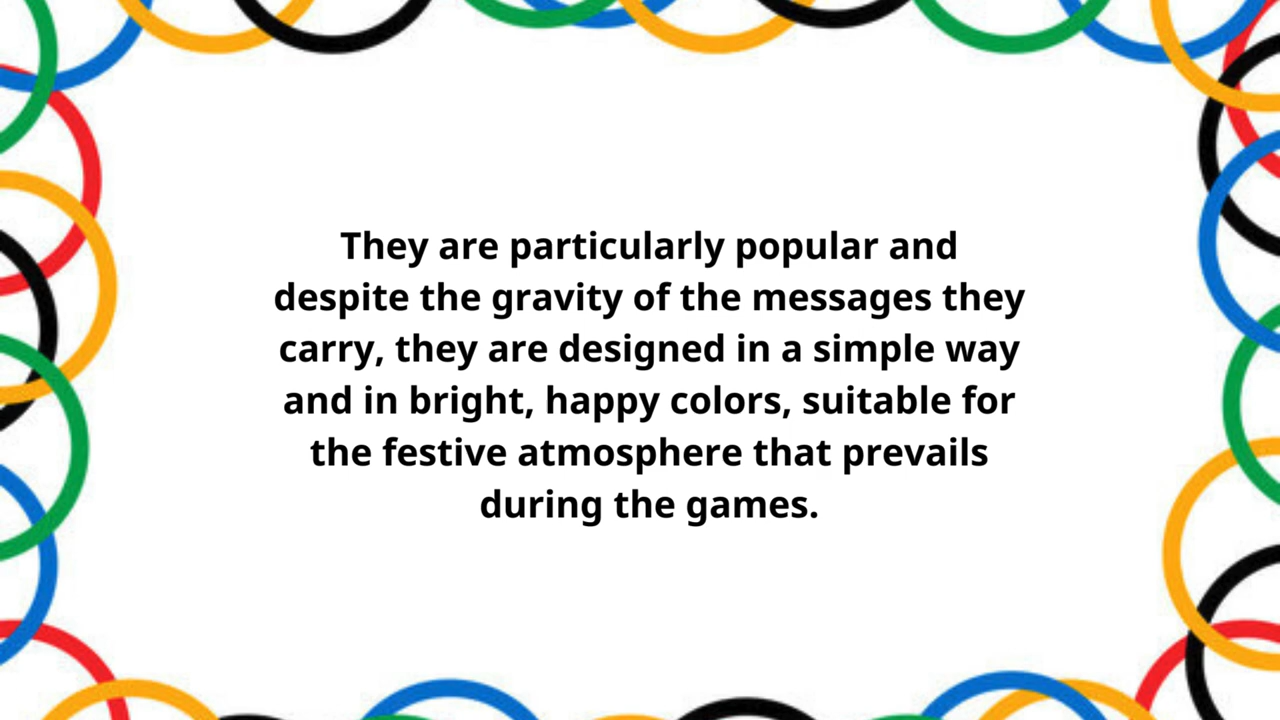 They are particularly popular and
despite the gravity of the messages they
carry, they are designed in a simple way
and in bright, happy colors, suitable for
the festive atmosphere that prevails
during the games.